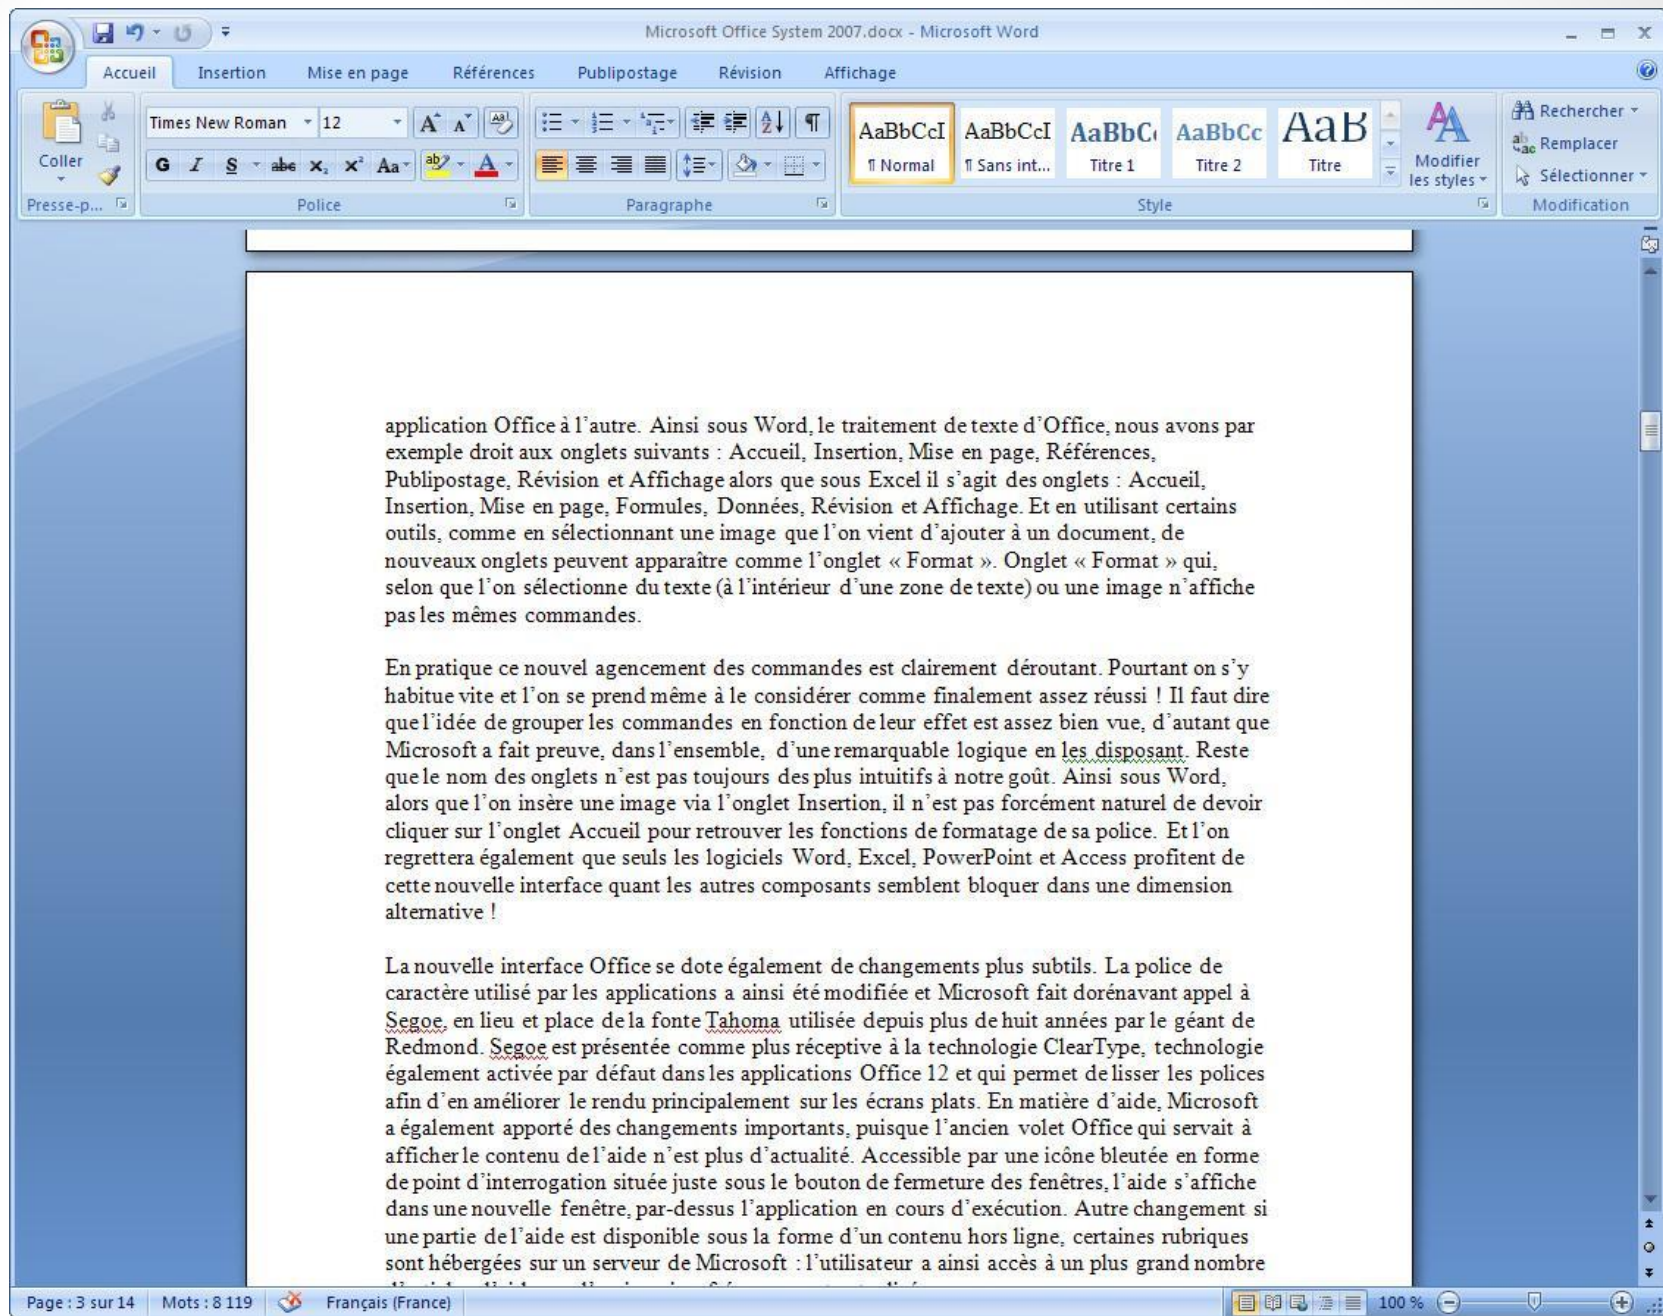 Microsoft Office System 2007.docx - Microsoft Word
Accueil Insertion Mise en page Références Publipostage Révision Affichage
Times New Roman 12
AaBbCcI AaBbCcI AaBbC AaBbCc AaB
Coller
G I S abc x₂ x² Aa ab A
¶ Normal ¶ Sans int... Titre 1 Titre 2 Titre
Modifier les styles
Rechercher
Remplacer
Sélectionner
Presse-p... Police Paragraphe Style Modification
application Office à l’autre. Ainsi sous Word, le traitement de texte d’Office, nous avons par
exemple droit aux onglets suivants : Accueil, Insertion, Mise en page, Références,
Publipostage, Révision et Affichage alors que sous Excel il s’agit des onglets : Accueil,
Insertion, Mise en page, Formules, Données, Révision et Affichage. Et en utilisant certains
outils, comme en sélectionnant une image que l’on vient d’ajouter à un document, de
nouveaux onglets peuvent apparaître comme l’onglet « Format ». Onglet « Format » qui,
selon que l’on sélectionne du texte (à l’intérieur d’une zone de texte) ou une image n’affiche
pas les mêmes commandes.
En pratique ce nouvel agencement des commandes est clairement déroutant. Pourtant on s’y
habitue vite et l’on se prend même à le considérer comme finalement assez réussi ! Il faut dire
que l’idée de grouper les commandes en fonction de leur effet est assez bien vue, d’autant que
Microsoft a fait preuve, dans l’ensemble, d’une remarquable logique en les disposant. Reste
que le nom des onglets n’est pas toujours des plus intuitifs à notre goût. Ainsi sous Word,
alors que l’on insère une image via l’onglet Insertion, il n’est pas forcément naturel de devoir
cliquer sur l’onglet Accueil pour retrouver les fonctions de formatage de sa police. Et l’on
regrettera également que seuls les logiciels Word, Excel, PowerPoint et Access profitent de
cette nouvelle interface quant les autres composants semblent bloquer dans une dimension
alternative !
La nouvelle interface Office se dote également de changements plus subtils. La police de
caractère utilisé par les applications a ainsi été modifiée et Microsoft fait dorénavant appel à
Segoe, en lieu et place de la fonte Tahoma utilisée depuis plus de huit années par le géant de
Redmond. Segoe est présentée comme plus réceptive à la technologie ClearType, technologie
également activée par défaut dans les applications Office 12 et qui permet de lisser les polices
afin d’en améliorer le rendu principalement sur les écrans plats. En matière d’aide, Microsoft
a également apporté des changements importants, puisque l’ancien volet Office qui servait à
afficher le contenu de l’aide n’est plus d’actualité. Accessible par une icône bleutée en forme
de point d’interrogation située juste sous le bouton de fermeture des fenêtres, l’aide s’affiche
dans une nouvelle fenêtre, par-dessus l’application en cours d’exécution. Autre changement si
une partie de l’aide est disponible sous la forme d’un contenu hors ligne, certaines rubriques
sont hébergées sur un serveur de Microsoft : l’utilisateur a ainsi accès à un plus grand nombre
Page : 3 sur 14 Mots : 8 119 Français (France) 100 %